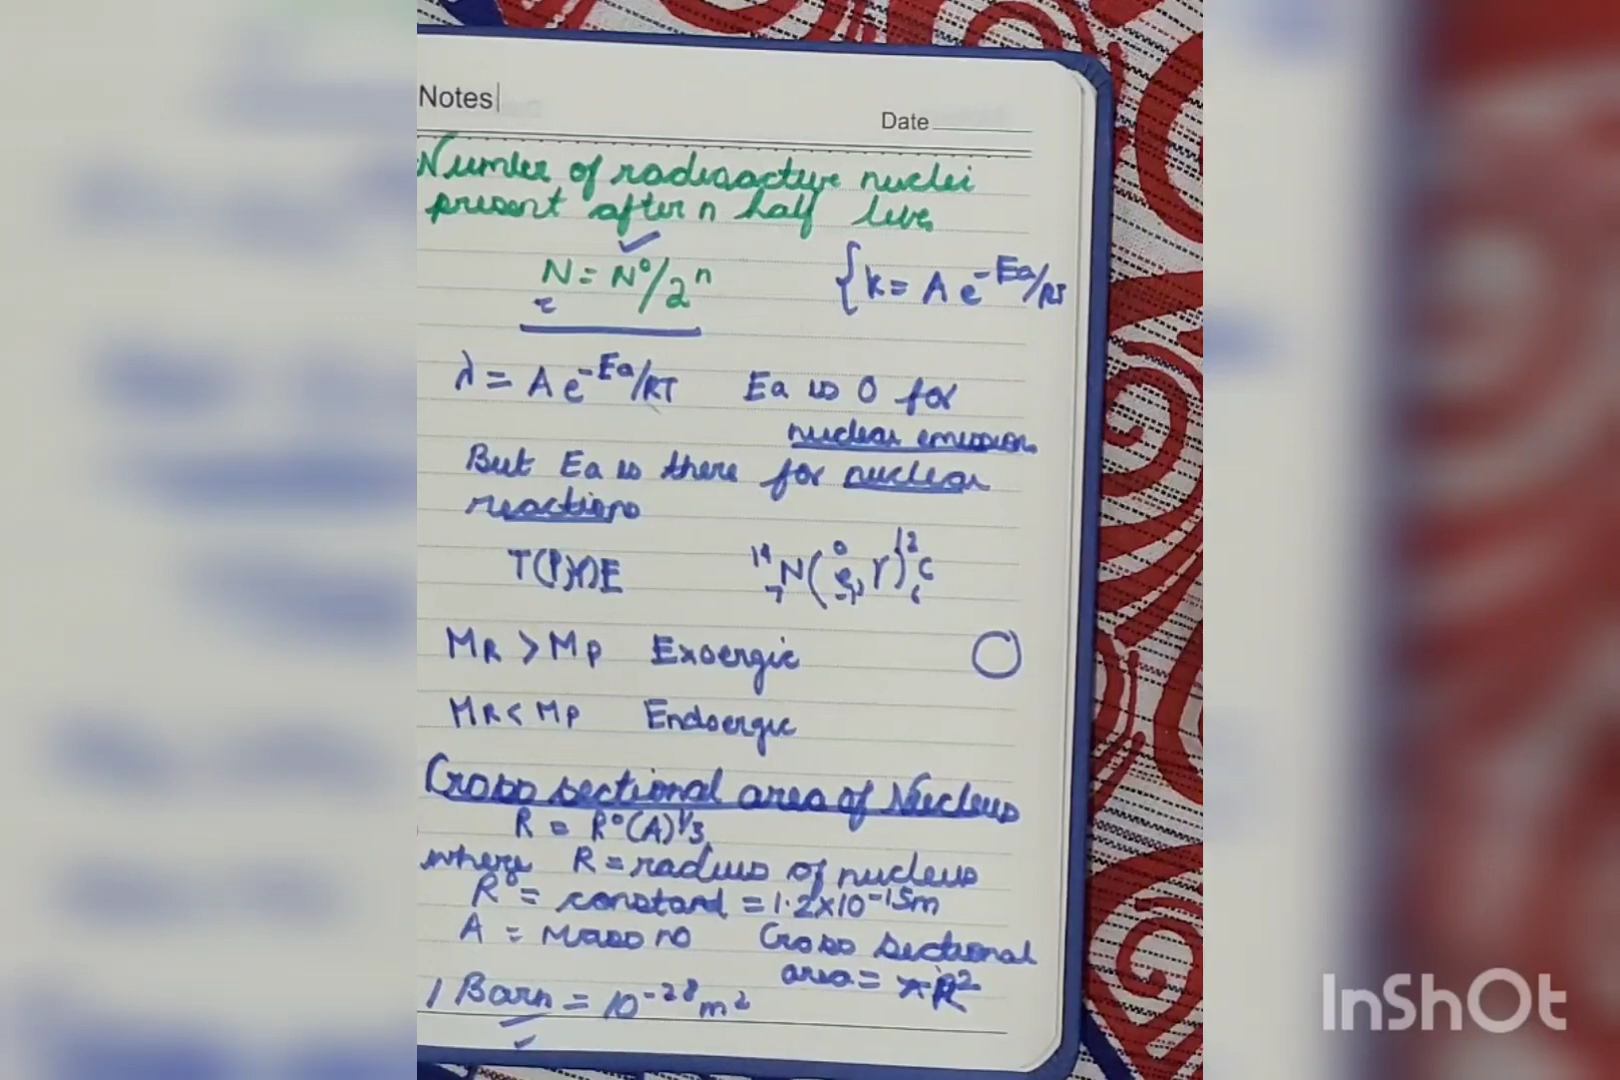 Notes
Date
Number of radioactive nuclei
present after n half lives
N = N°/2ⁿ
{k = A e^-Ea/RT
λ = A e^-Ea/RT Ea is 0 for
nuclear emission
But Ea is there for nuclear
reactions
T(P,)E ¹⁴₇N(⁰₋₁e, γ)¹²₆C
MR > MP Exoergic
MR < MP Endoergic
Cross sectional area of Nucleus
R = R°(A)^1/3
where R = radius of nucleus
R° = constant = 1.2×10^-15m
A = Mass no Cross sectional
area = πR²
1 Barn = 10^-28 m²
InShOt